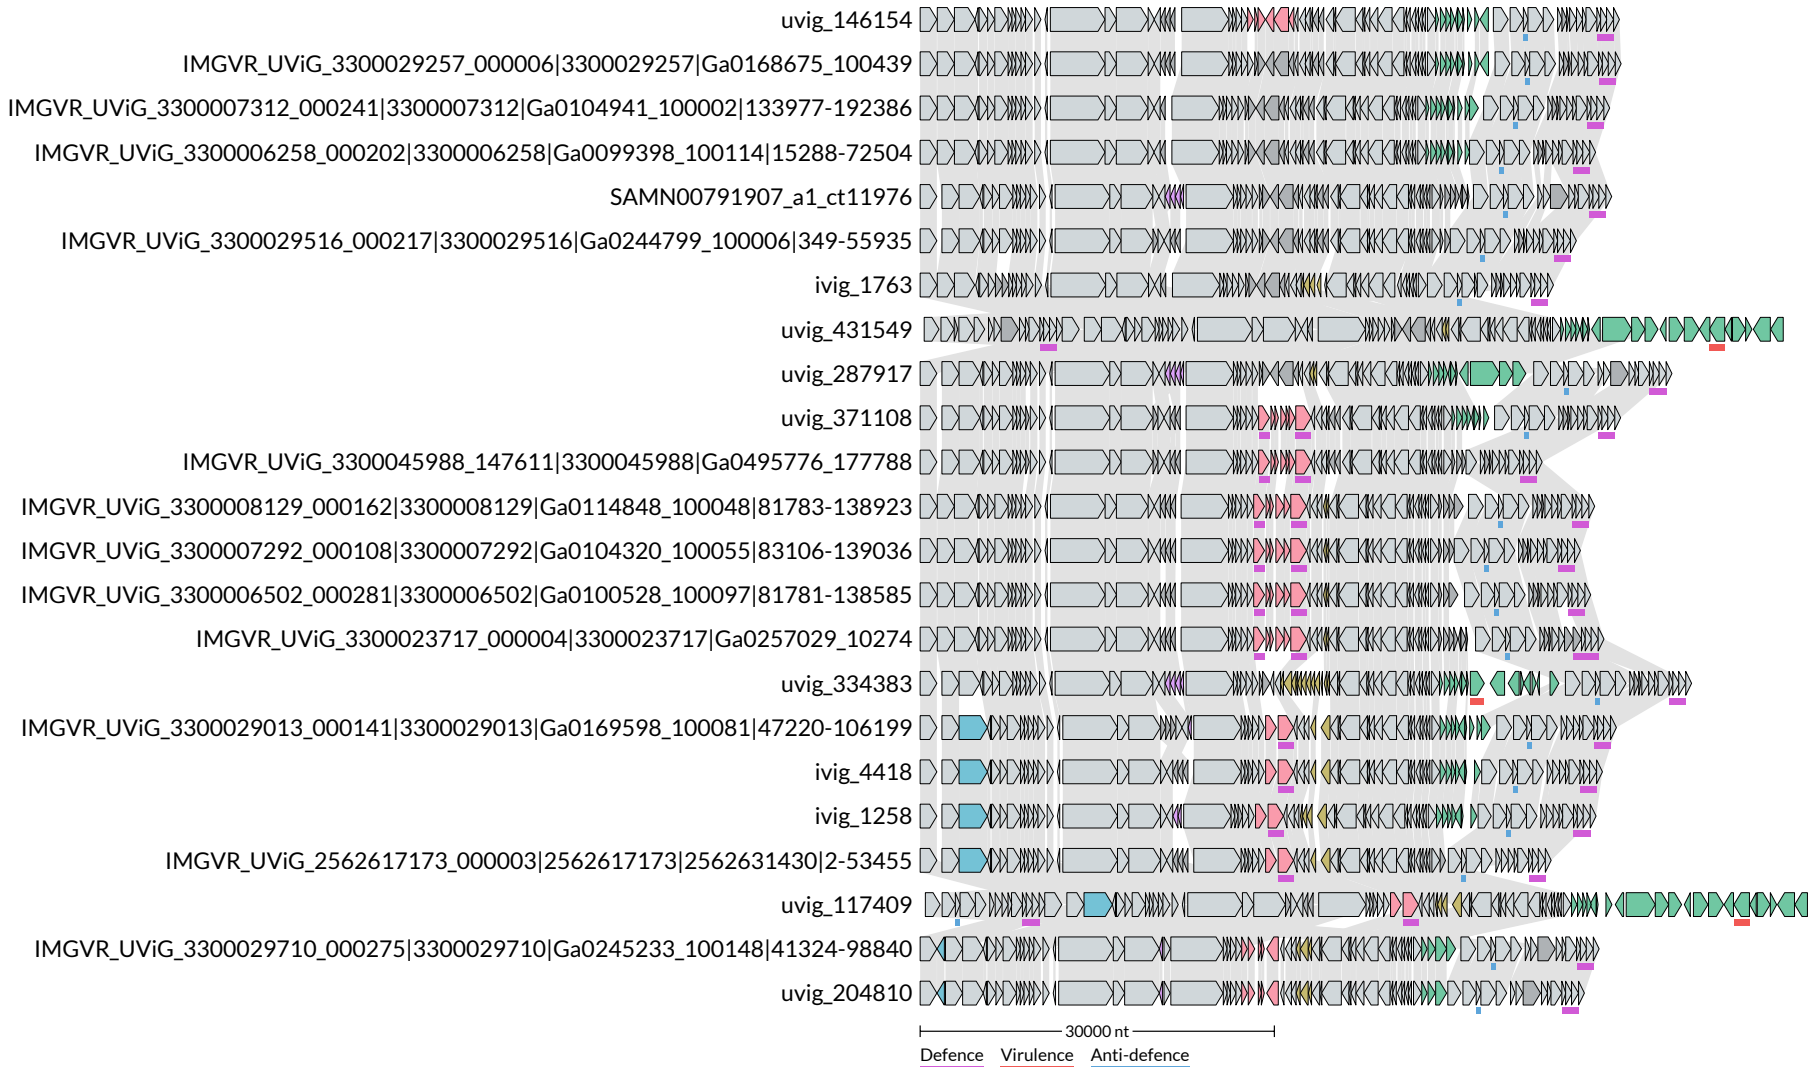 uvig_146154
IMGVR_UViG_3300029257_000006|3300029257|Ga0168675_100439
IMGVR_UViG_3300007312_000241|3300007312|Ga0104941_100002|133977-192386
IMGVR_UViG_3300006258_000202|3300006258|Ga0099398_100114|15288-72504
SAMN00791907_a1_ct11976
IMGVR_UViG_3300029516_000217|3300029516|Ga0244799_100006|349-55935
ivig_1763
uvig_431549
uvig_287917
uvig_371108
IMGVR_UViG_3300045988_147611|3300045988|Ga0495776_177788
IMGVR_UViG_3300008129_000162|3300008129|Ga0114848_100048|81783-138923
IMGVR_UViG_3300007292_000108|3300007292|Ga0104320_100055|83106-139036
IMGVR_UViG_3300006502_000281|3300006502|Ga0100528_100097|81781-138585
IMGVR_UViG_3300023717_000004|3300023717|Ga0257029_10274
uvig_334383
IMGVR_UViG_3300029013_000141|3300029013|Ga0169598_100081|47220-106199
ivig_4418
ivig_1258
IMGVR_UViG_2562617173_000003|2562617173|2562631430|2-53455
uvig_117409
IMGVR_UViG_3300029710_000275|3300029710|Ga0245233_100148|41324-98840
uvig_204810
30000 nt
Defence Virulence Anti-defence